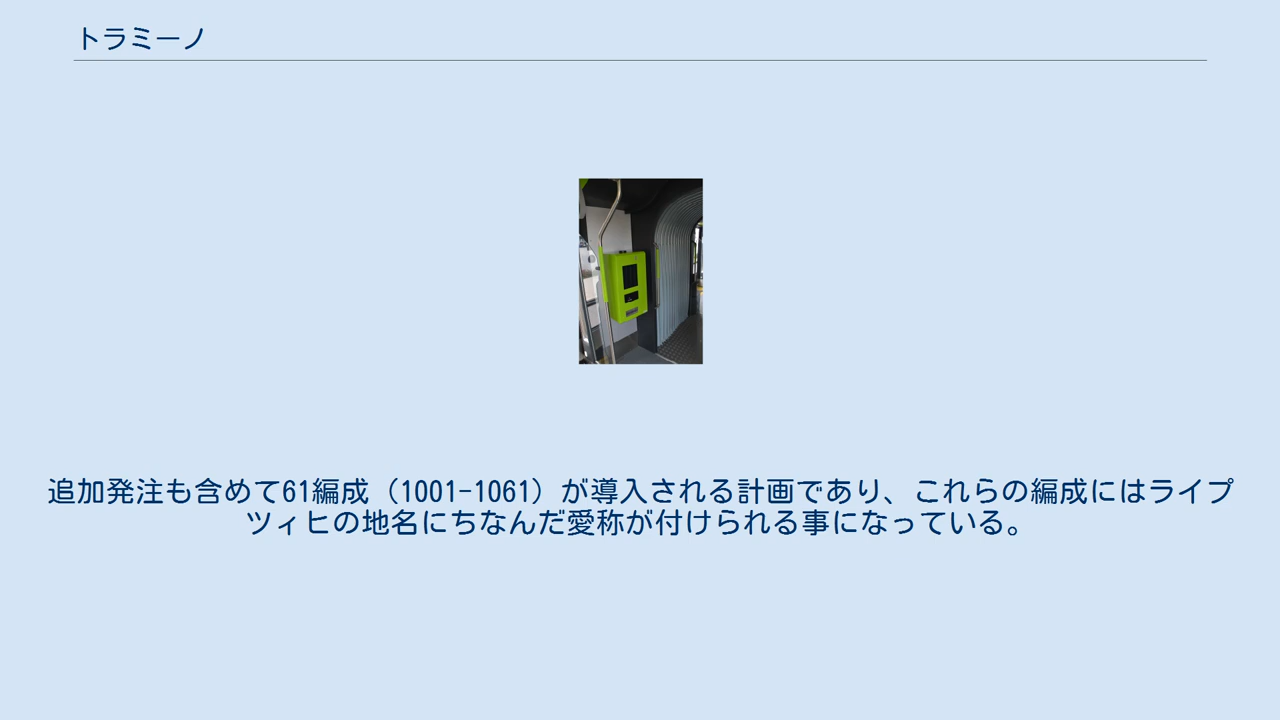 トラミーノ
追加発注も含めて61編成（1001-1061）が導入される計画であり、これらの編成にはライプ
ツィヒの地名にちなんだ愛称が付けられる事になっている。